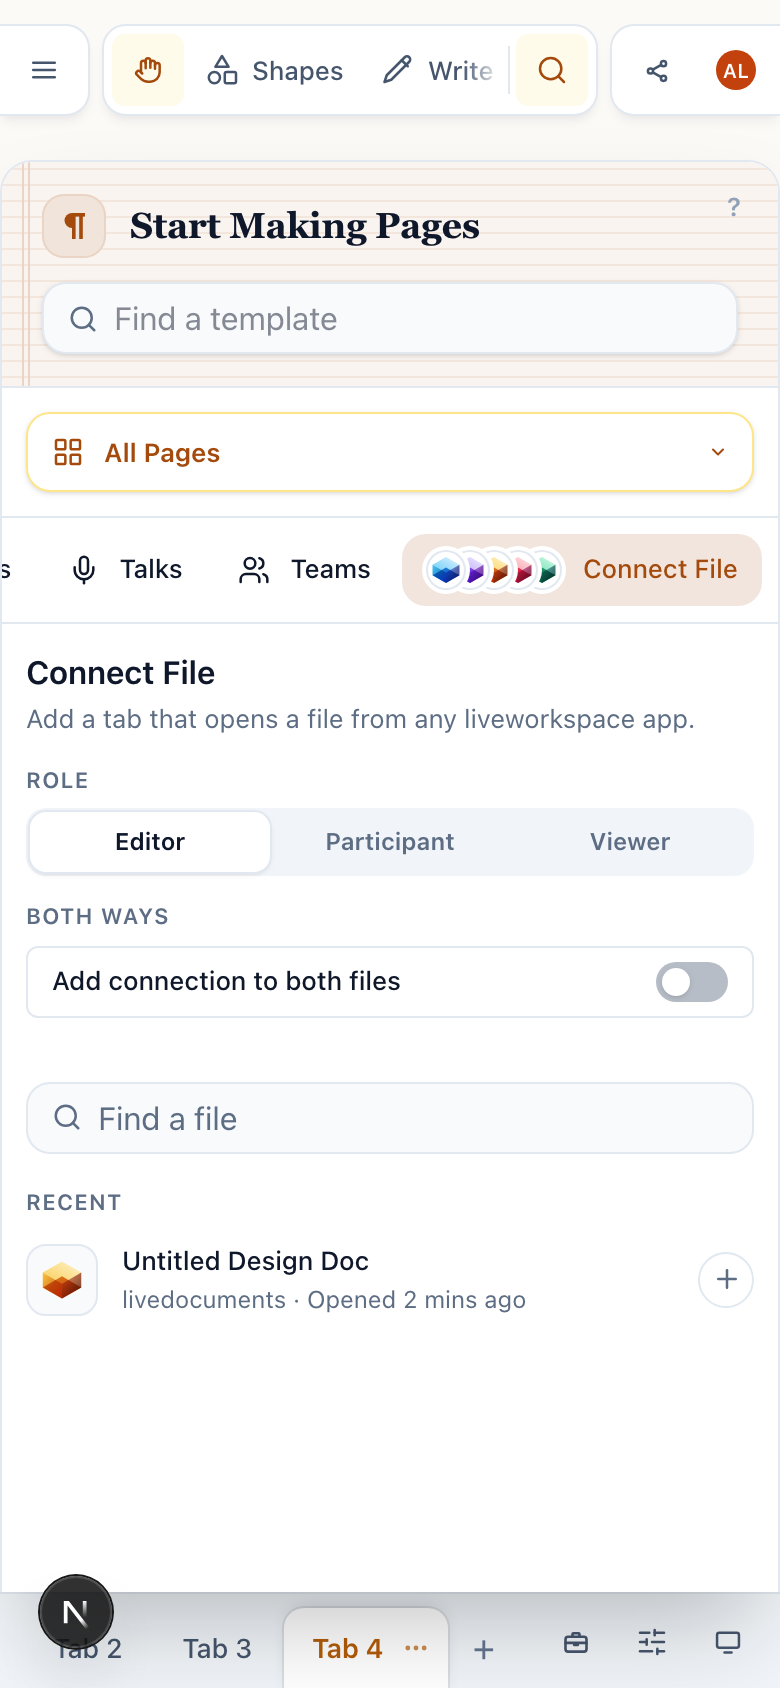 Shapes
Write
AL
¶
Start Making Pages
?
Find a template
All Pages
s
Talks
Teams
Connect File
Connect File
Add a tab that opens a file from any liveworkspace app.
ROLE
Editor
Participant
Viewer
BOTH WAYS
Add connection to both files
Find a file
RECENT
Untitled Design Doc
livedocuments · Opened 2 mins ago
N
Tab 2
Tab 3
Tab 4